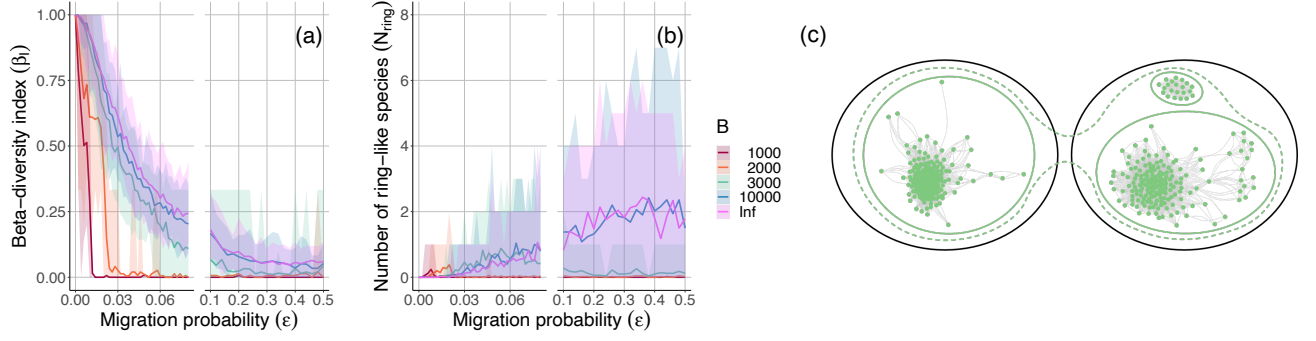 (a)
Beta−diversity index (βI)
1.00
0.75
0.50
0.25
0.00
0.00 0.03 0.06 0.1 0.2 0.3 0.4 0.5
Migration probability (ε)
(b)
Number of ring−like species (Nring)
8
6
4
2
0
0.00 0.03 0.06 0.1 0.2 0.3 0.4 0.5
Migration probability (ε)
B
1000
2000
3000
10000
Inf
(c)